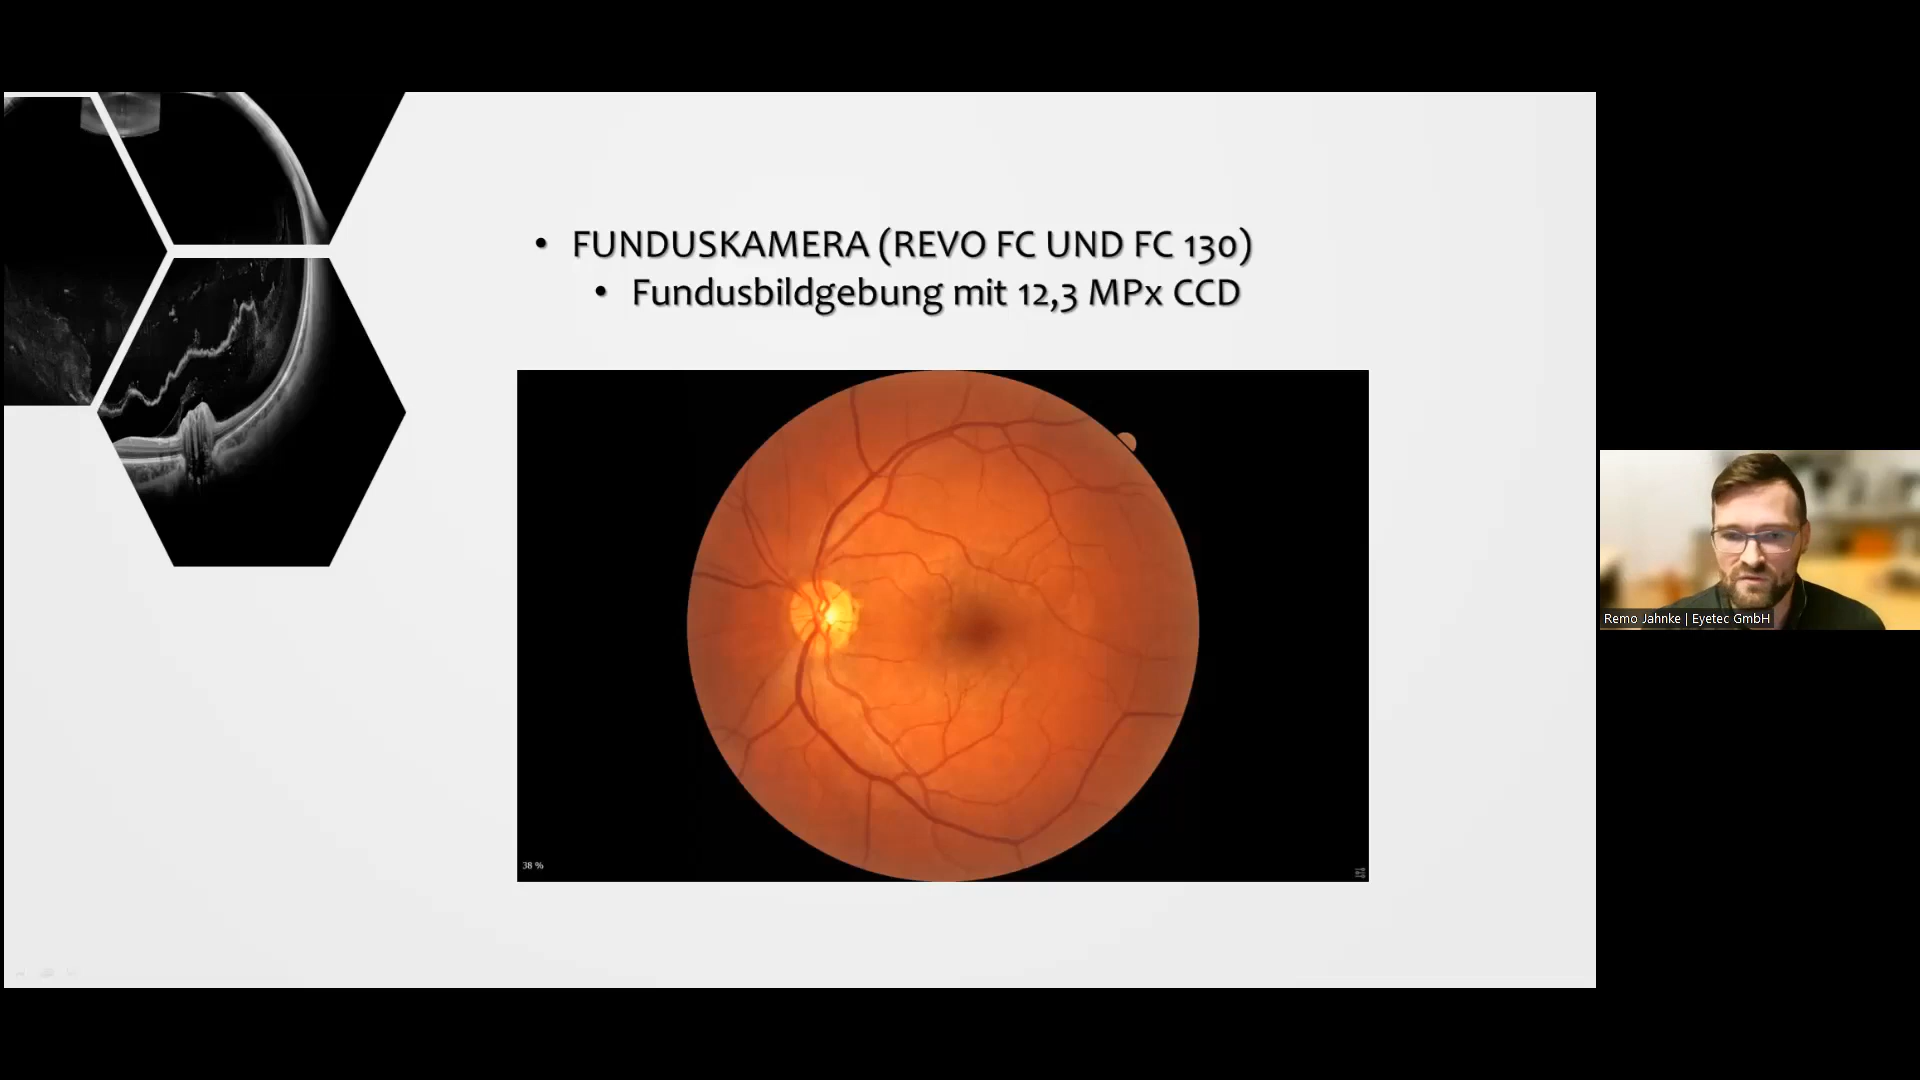 • FUNDUSKAMERA (REVO FC UND FC 130)
• Fundusbildgebung mit 12,3 MPx CCD
38 %
Remo Jahnke | Eyetec GmbH